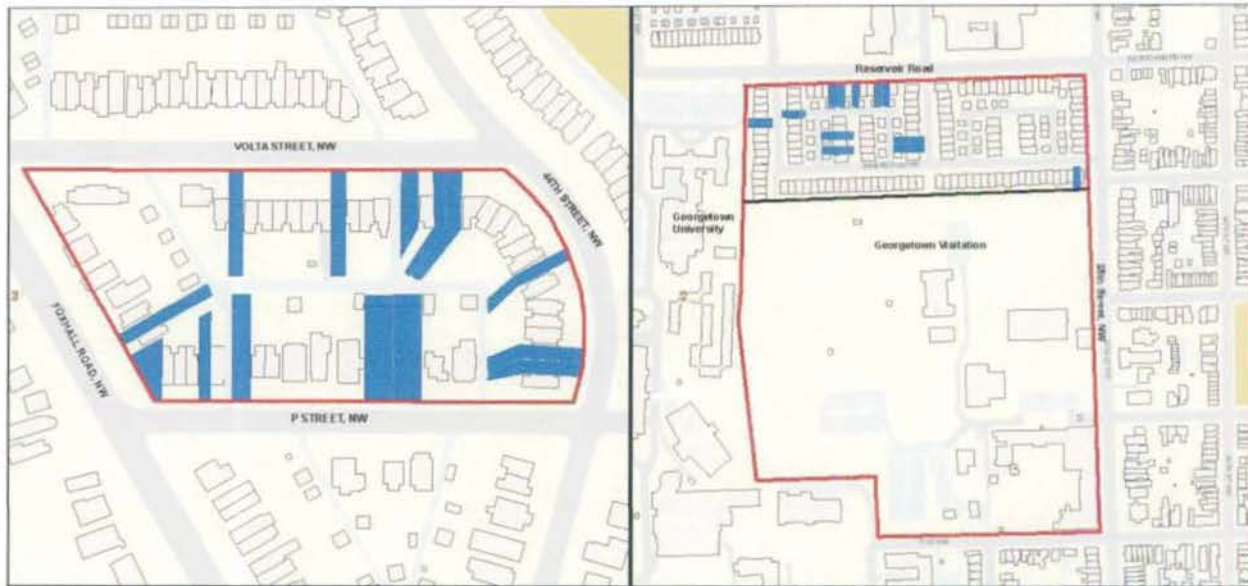 VOLTA STREET, NW
44TH STREET, NW
FOXHALL ROAD, NW
P STREET, NW
3
Reservoir Road
Georgetown
University
Georgetown Visitation
35th Street, NW